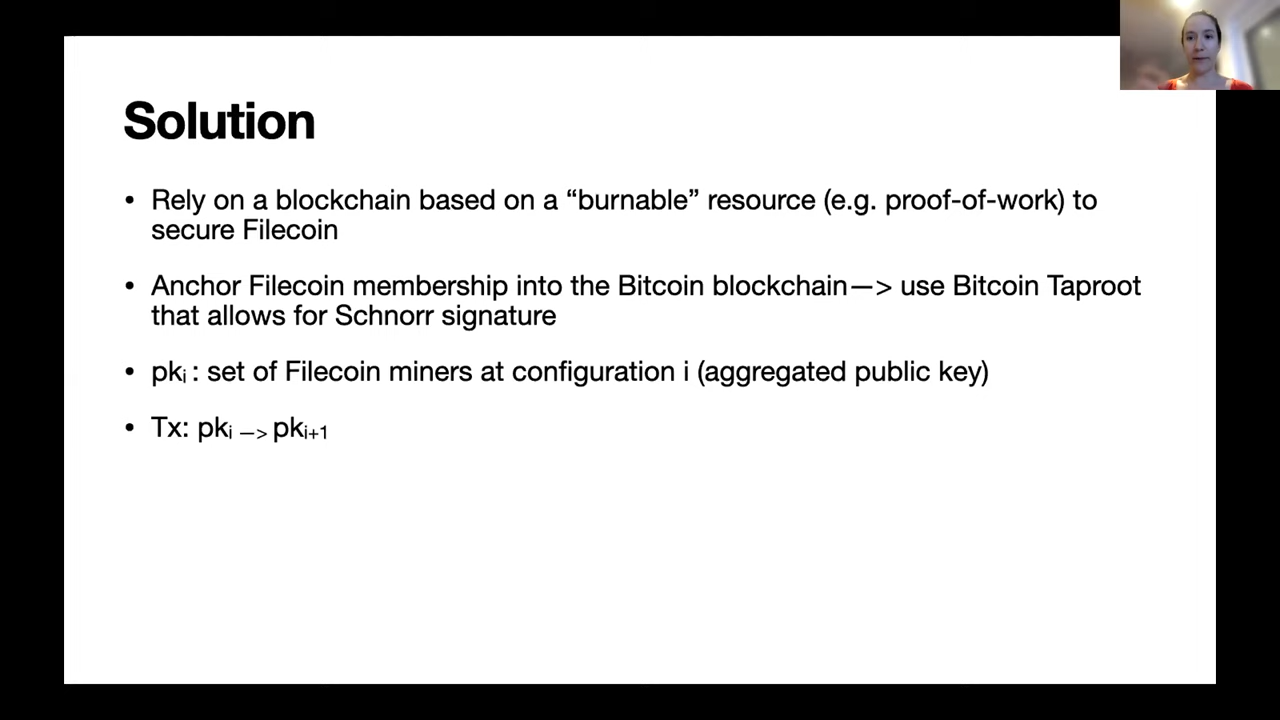 Solution
• Rely on a blockchain based on a “burnable” resource (e.g. proof-of-work) to
secure Filecoin
• Anchor Filecoin membership into the Bitcoin blockchain—> use Bitcoin Taproot
that allows for Schnorr signature
• pkᵢ : set of Filecoin miners at configuration i (aggregated public key)
• Tx: pkᵢ —> pkᵢ₊₁